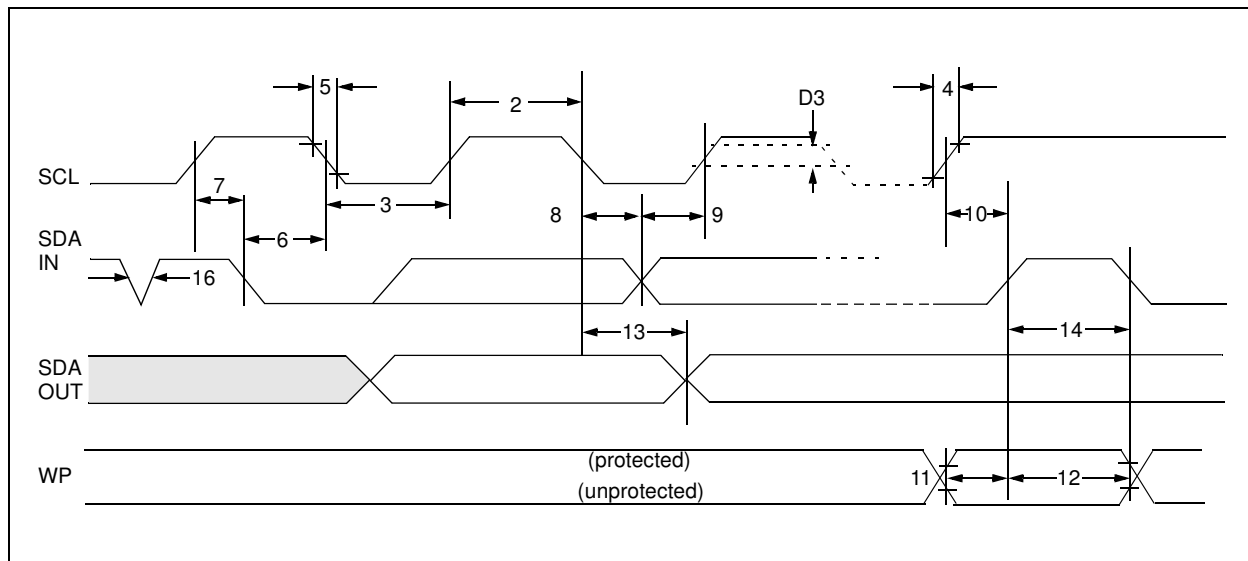 5
2
D3
4
SCL
7
3
8
9
10
SDA
IN
6
16
13
14
SDA
OUT
WP
(protected)
(unprotected)
11
12